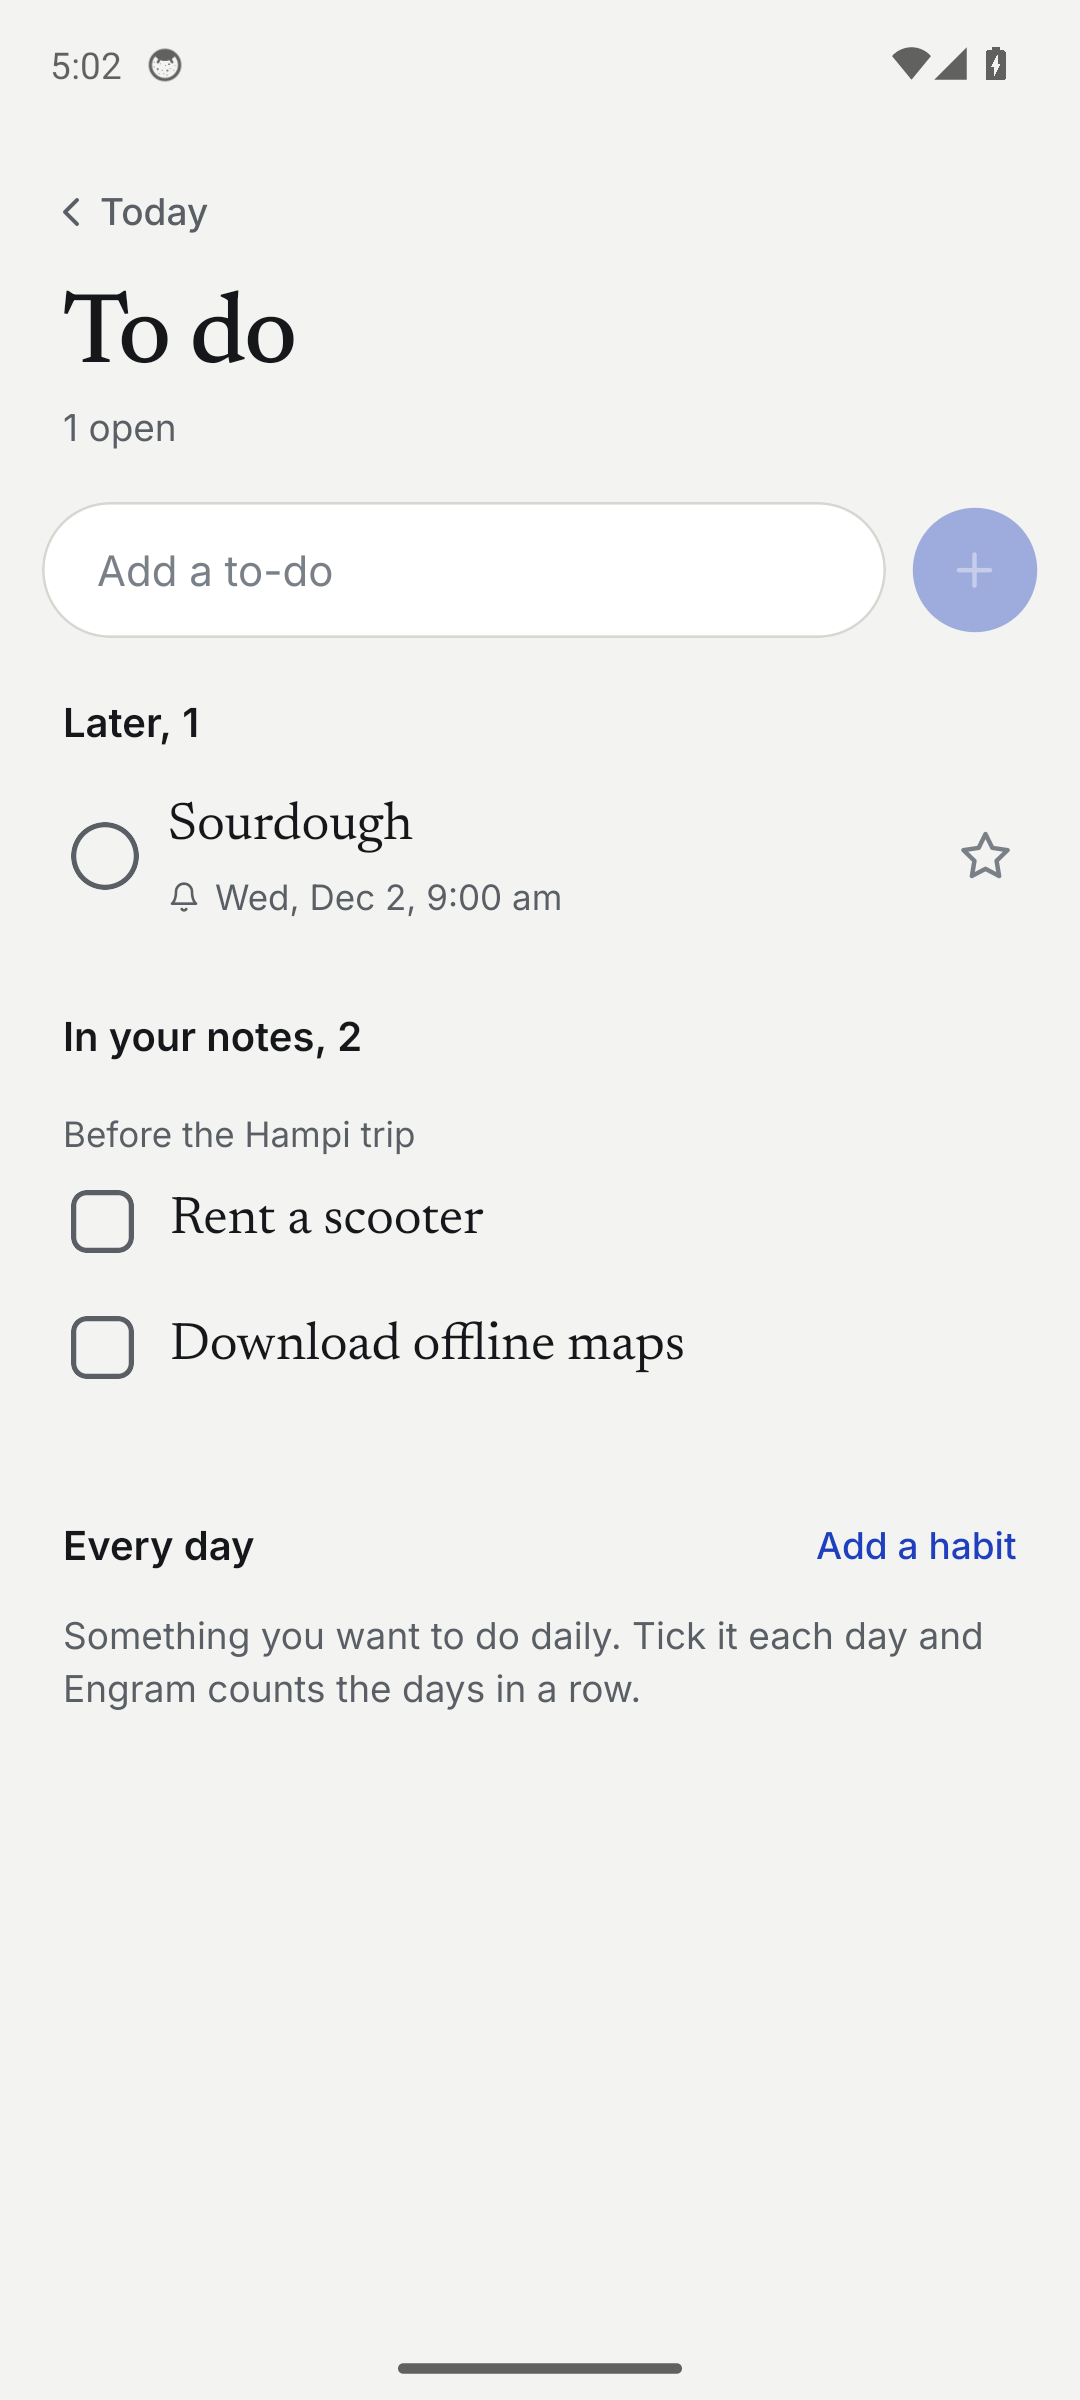 5:02
Today
To do
1 open
Add a to-do
Later, 1
Sourdough
Wed, Dec 2, 9:00 am
In your notes, 2
Before the Hampi trip
Rent a scooter
Download offline maps
Every day
Add a habit
Something you want to do daily. Tick it each day and
Engram counts the days in a row.